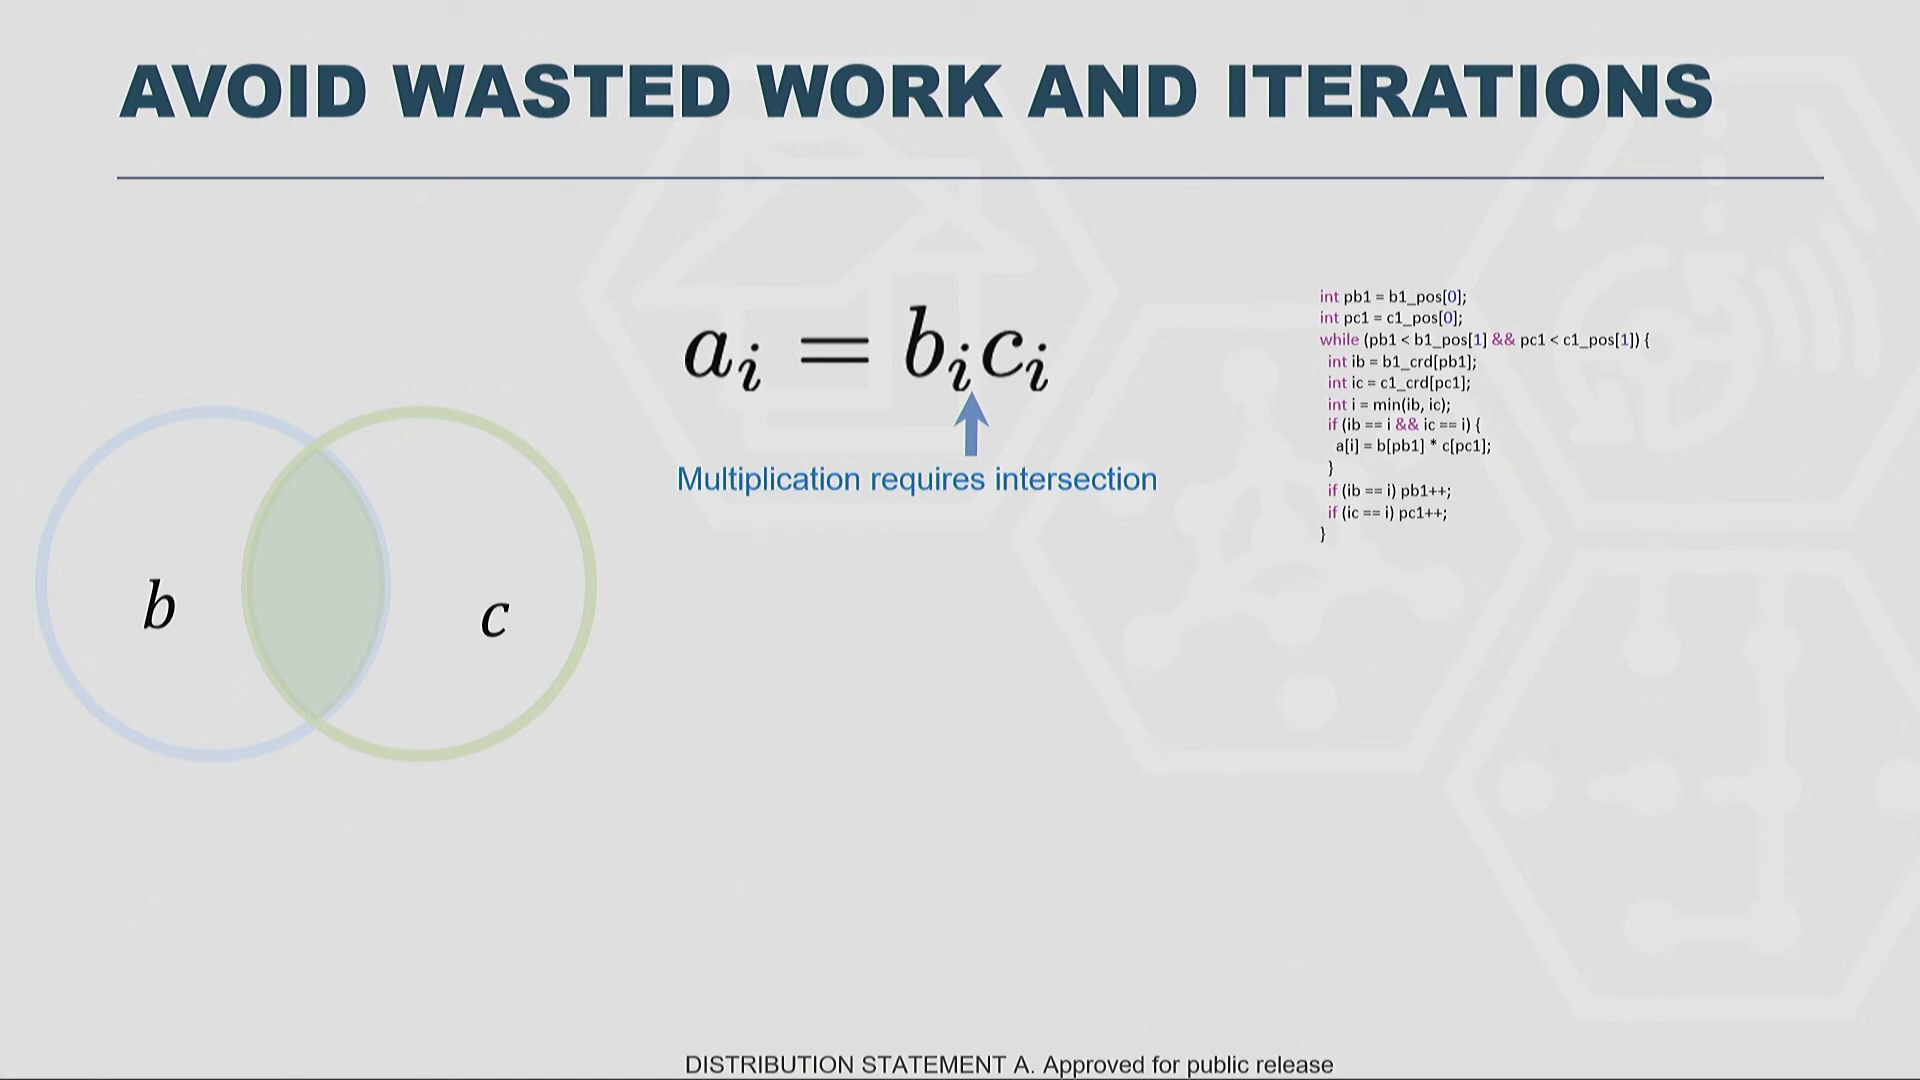 AVOID WASTED WORK AND ITERATIONS
a_i = b_i c_i
Multiplication requires intersection
b
c
int pb1 = b1_pos[0];
int pc1 = c1_pos[0];
while (pb1 < b1_pos[1] && pc1 < c1_pos[1]) {
int ib = b1_crd[pb1];
int ic = c1_crd[pc1];
int i = min(ib, ic);
if (ib == i && ic == i) {
a[i] = b[pb1] * c[pc1];
}
if (ib == i) pb1++;
if (ic == i) pc1++;
}
DISTRIBUTION STATEMENT A. Approved for public release